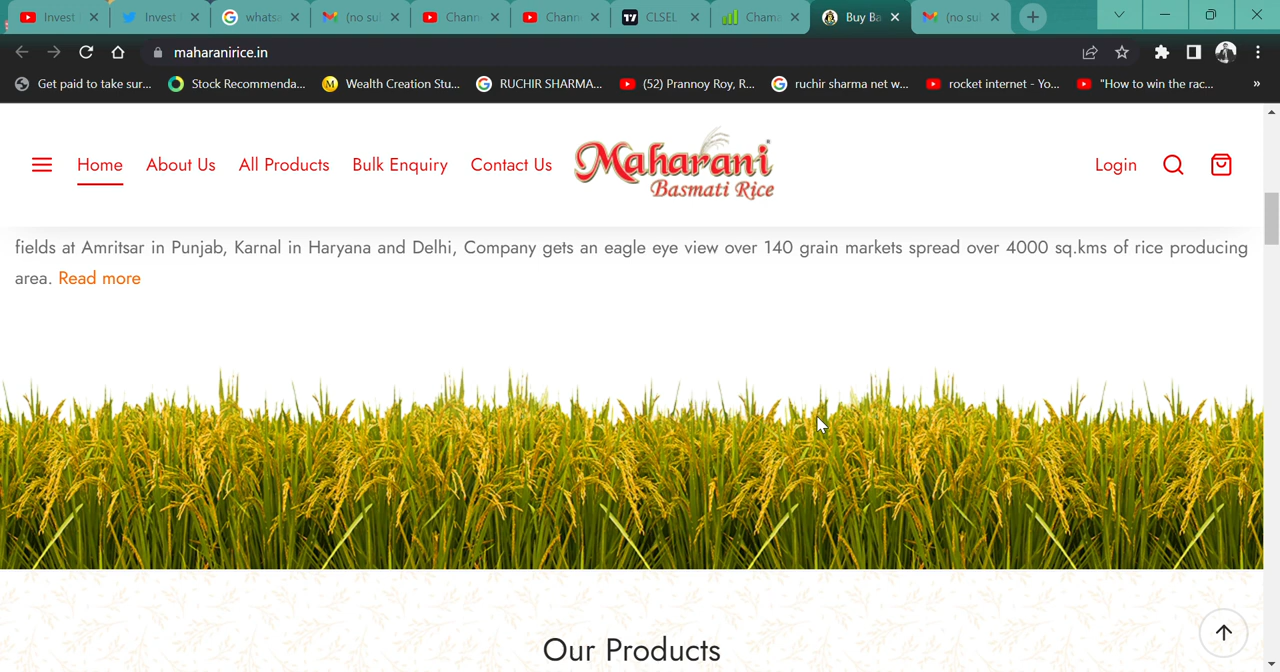 Invest
Invest
whatsa
(no su
Chann
Chann
CLSEL
Chama
Buy Ba
(no su
maharanirice.in
Get paid to take sur...
Stock Recommenda...
Wealth Creation Stu...
RUCHIR SHARMA...
(52) Prannoy Roy, R...
ruchir sharma net w...
rocket internet - Yo...
"How to win the rac...
»
Home
About Us
All Products
Bulk Enquiry
Contact Us
Maharani
Basmati Rice
Login
fields at Amritsar in Punjab, Karnal in Haryana and Delhi, Company gets an eagle eye view over 140 grain markets spread over 4000 sq.kms of rice producing
area. Read more
Our Products